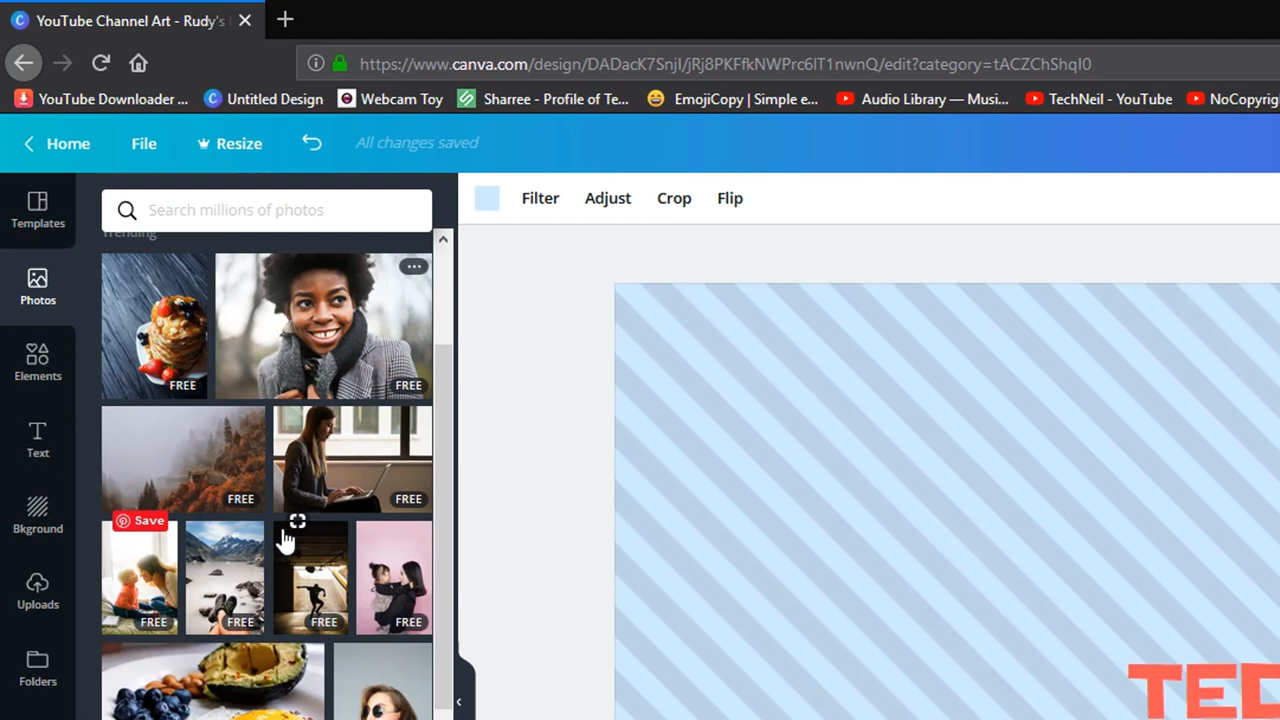 YouTube Channel Art - Rudy's
https://www.canva.com/design/DADacK7SnjI/jRj8PKFfkNWPrc6lT1nwnQ/edit?category=tACZChShqI0
YouTube Downloader ...
Untitled Design
Webcam Toy
Sharree - Profile of Te...
EmojiCopy | Simple e...
Audio Library — Musi...
TechNeil - YouTube
NoCopyrig
Home
File
Resize
All changes saved
Templates
Photos
Elements
Text
Bkground
Uploads
Folders
Search millions of photos
Trending
FREE
FREE
FREE
FREE
Save
FREE
FREE
FREE
FREE
Filter
Adjust
Crop
Flip
TEC